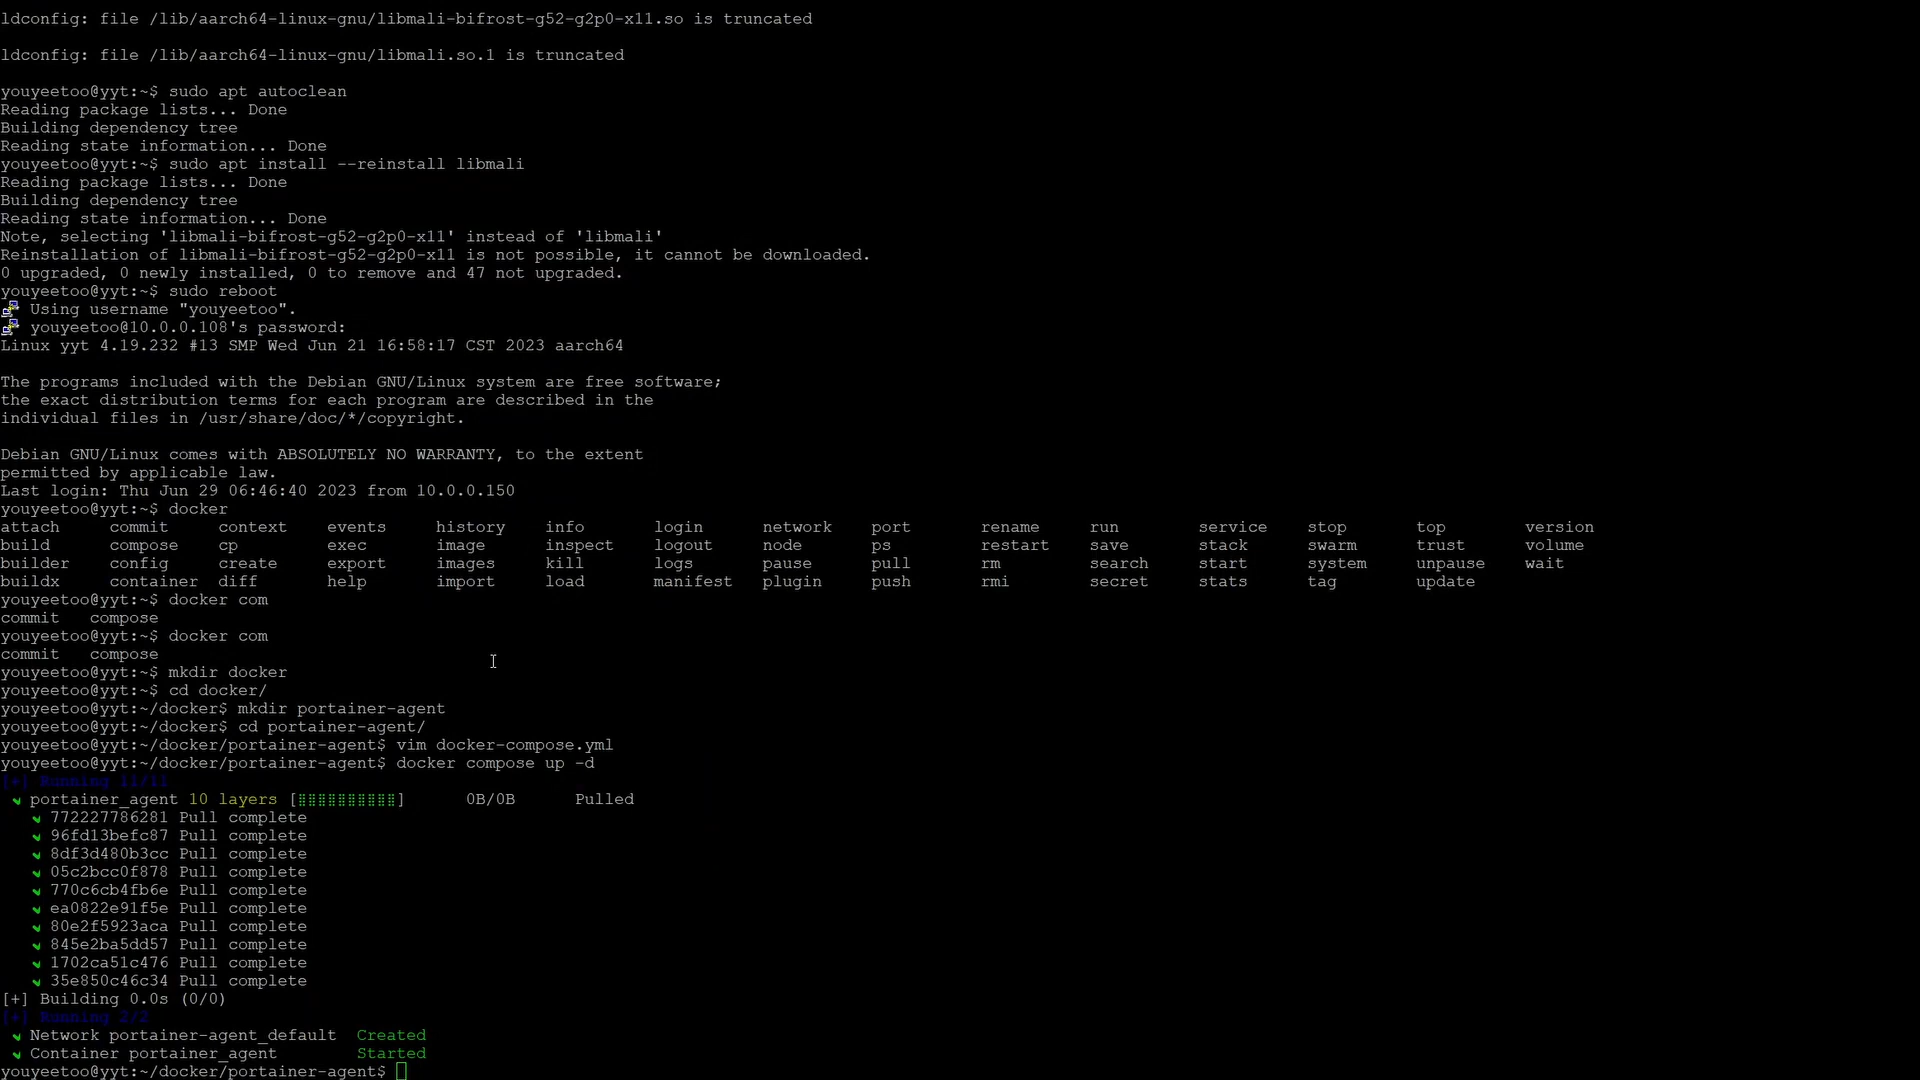 ldconfig: file /lib/aarch64-linux-gnu/libmali-bifrost-g52-g2p0-x11.so is truncated
ldconfig: file /lib/aarch64-linux-gnu/libmali.so.1 is truncated
youyeetoo@yyt:~$ sudo apt autoclean
Reading package lists... Done
Building dependency tree
Reading state information... Done
youyeetoo@yyt:~$ sudo apt install --reinstall libmali
Reading package lists... Done
Building dependency tree
Reading state information... Done
Note, selecting 'libmali-bifrost-g52-g2p0-x11' instead of 'libmali'
Reinstallation of libmali-bifrost-g52-g2p0-x11 is not possible, it cannot be downloaded.
0 upgraded, 0 newly installed, 0 to remove and 47 not upgraded.
youyeetoo@yyt:~$ sudo reboot
Using username "youyeetoo".
youyeetoo@10.0.0.108's password:
Linux yyt 4.19.232 #13 SMP Wed Jun 21 16:58:17 CST 2023 aarch64
The programs included with the Debian GNU/Linux system are free software;
the exact distribution terms for each program are described in the
individual files in /usr/share/doc/*/copyright.
Debian GNU/Linux comes with ABSOLUTELY NO WARRANTY, to the extent
permitted by applicable law.
Last login: Thu Jun 29 06:46:40 2023 from 10.0.0.150
youyeetoo@yyt:~$ docker
attach commit context events history info login network port rename run service stop top version
build compose cp exec image inspect logout node ps restart save stack swarm trust volume
builder config create export images kill logs pause pull rm search start system unpause wait
buildx container diff help import load manifest plugin push rmi secret stats tag update
youyeetoo@yyt:~$ docker com
commit compose
youyeetoo@yyt:~$ docker com
commit compose
youyeetoo@yyt:~$ mkdir docker
youyeetoo@yyt:~$ cd docker/
youyeetoo@yyt:~/docker$ mkdir portainer-agent
youyeetoo@yyt:~/docker$ cd portainer-agent/
youyeetoo@yyt:~/docker/portainer-agent$ vim docker-compose.yml
youyeetoo@yyt:~/docker/portainer-agent$ docker compose up -d
[+] Running 11/11
✔ portainer_agent 10 layers [⣿⣿⣿⣿⣿⣿⣿⣿⣿⣿] 0B/0B Pulled
✔ 772227786281 Pull complete
✔ 96fd13befc87 Pull complete
✔ 8df3d480b3cc Pull complete
✔ 05c2bcc0f878 Pull complete
✔ 770c6cb4fb6e Pull complete
✔ ea0822e91f5e Pull complete
✔ 80e2f5923aca Pull complete
✔ 845e2ba5dd57 Pull complete
✔ 1702ca51c476 Pull complete
✔ 35e850c46c34 Pull complete
[+] Building 0.0s (0/0)
[+] Running 2/2
✔ Network portainer-agent_default Created
✔ Container portainer_agent Started
youyeetoo@yyt:~/docker/portainer-agent$